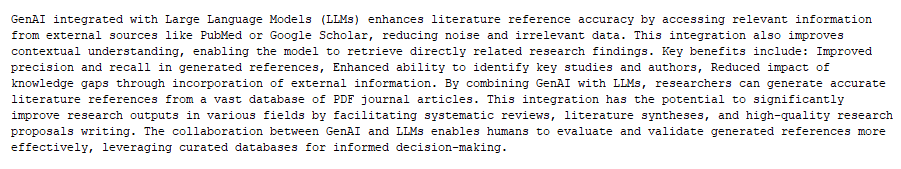 GenAI integrated with Large Language Models (LLMs) enhances literature reference accuracy by accessing relevant information
from external sources like PubMed or Google Scholar, reducing noise and irrelevant data. This integration also improves
contextual understanding, enabling the model to retrieve directly related research findings. Key benefits include: Improved
precision and recall in generated references, Enhanced ability to identify key studies and authors, Reduced impact of
knowledge gaps through incorporation of external information. By combining GenAI with LLMs, researchers can generate accurate
literature references from a vast database of PDF journal articles. This integration has the potential to significantly
improve research outputs in various fields by facilitating systematic reviews, literature syntheses, and high-quality research
proposals writing. The collaboration between GenAI and LLMs enables humans to evaluate and validate generated references more
effectively, leveraging curated databases for informed decision-making.